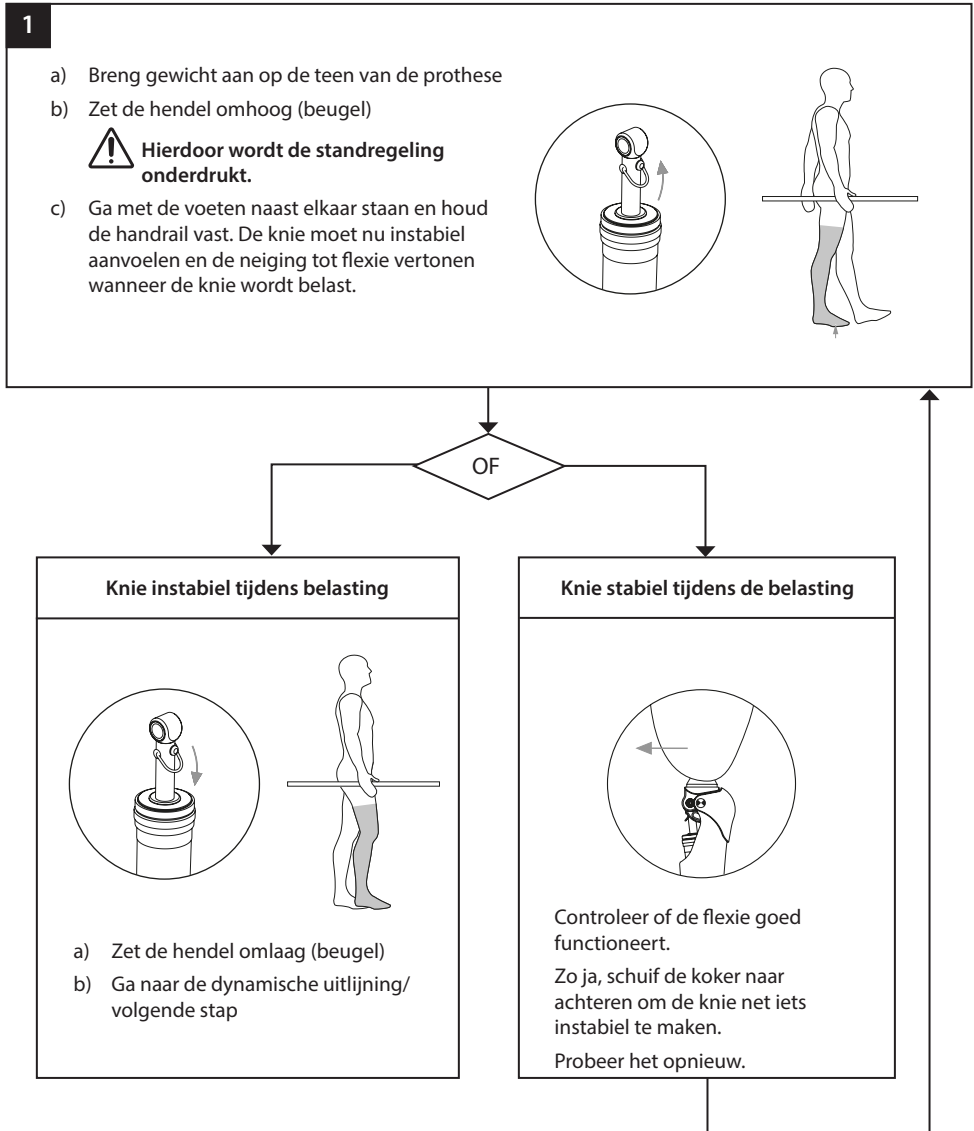 1
a) Breng gewicht aan op de teen van de prothese
b) Zet de hendel omhoog (beugel)
Hierdoor wordt de standregeling
onderdrukt.
c) Ga met de voeten naast elkaar staan en houd
de handrail vast. De knie moet nu instabiel
aanvoelen en de neiging tot flexie vertonen
wanneer de knie wordt belast.
OF
Knie instabiel tijdens belasting
a) Zet de hendel omlaag (beugel)
b) Ga naar de dynamische uitlijning/
volgende stap
Knie stabiel tijdens de belasting
Controleer of de flexie goed
functioneert.
Zo ja, schuif de koker naar
achteren om de knie net iets
instabiel te maken.
Probeer het opnieuw.